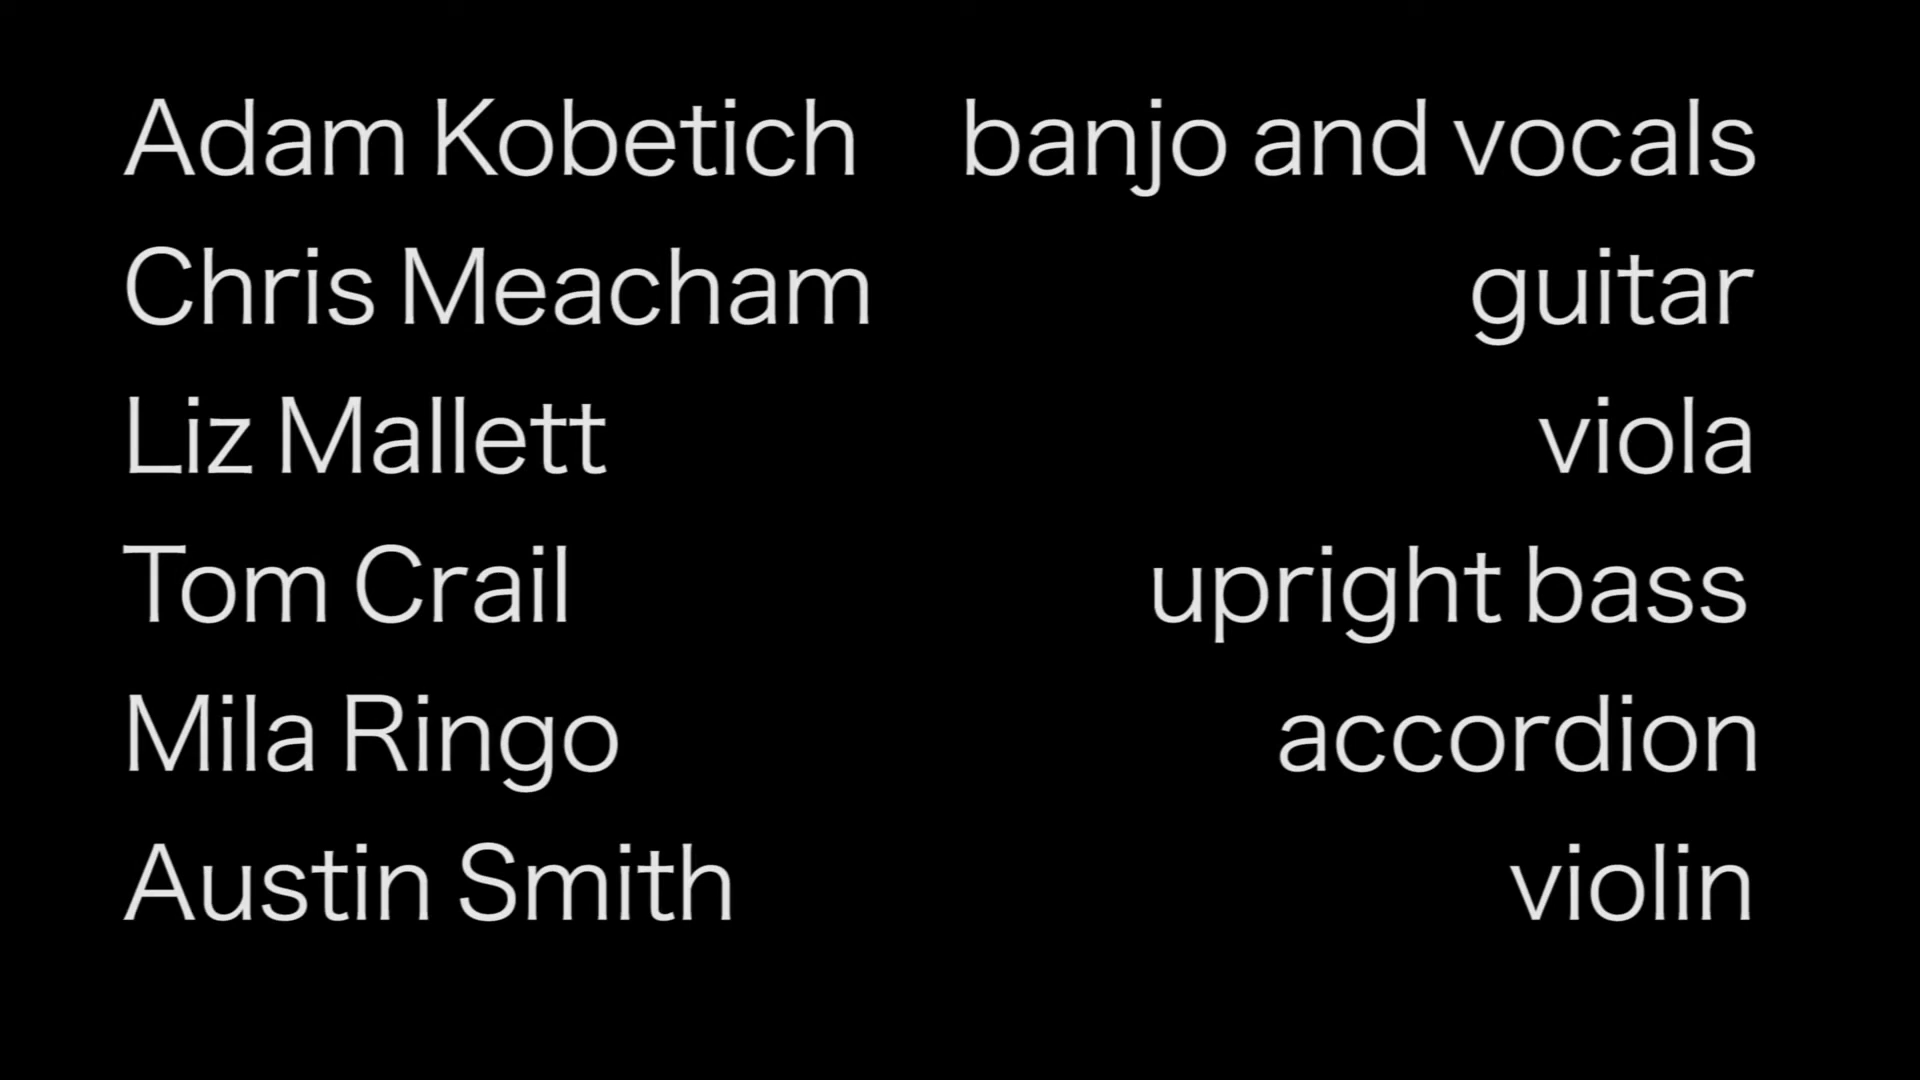 Adam Kobetich banjo and vocals
Chris Meacham guitar
Liz Mallett viola
Tom Crail upright bass
Mila Ringo accordion
Austin Smith violin